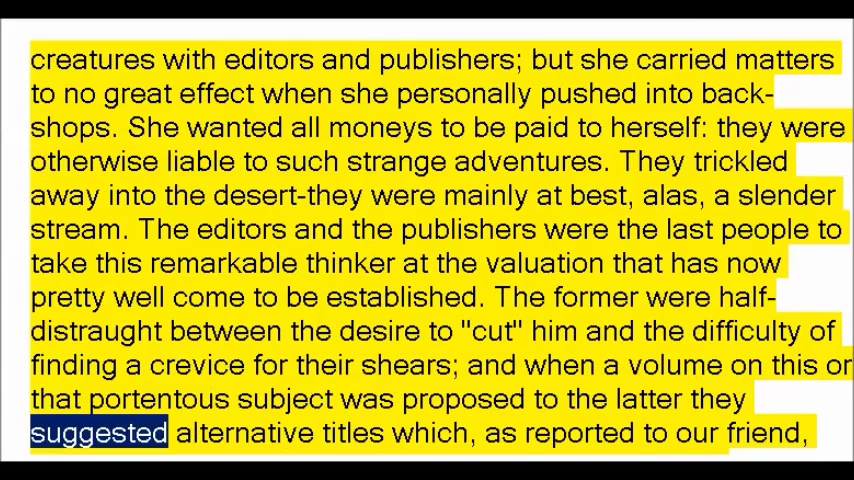 creatures with editors and publishers; but she carried matters
to no great effect when she personally pushed into back-
shops. She wanted all moneys to be paid to herself: they were
otherwise liable to such strange adventures. They trickled
away into the desert-they were mainly at best, alas, a slender
stream. The editors and the publishers were the last people to
take this remarkable thinker at the valuation that has now
pretty well come to be established. The former were half-
distraught between the desire to "cut" him and the difficulty of
finding a crevice for their shears; and when a volume on this or
that portentous subject was proposed to the latter they
suggested alternative titles which, as reported to our friend,